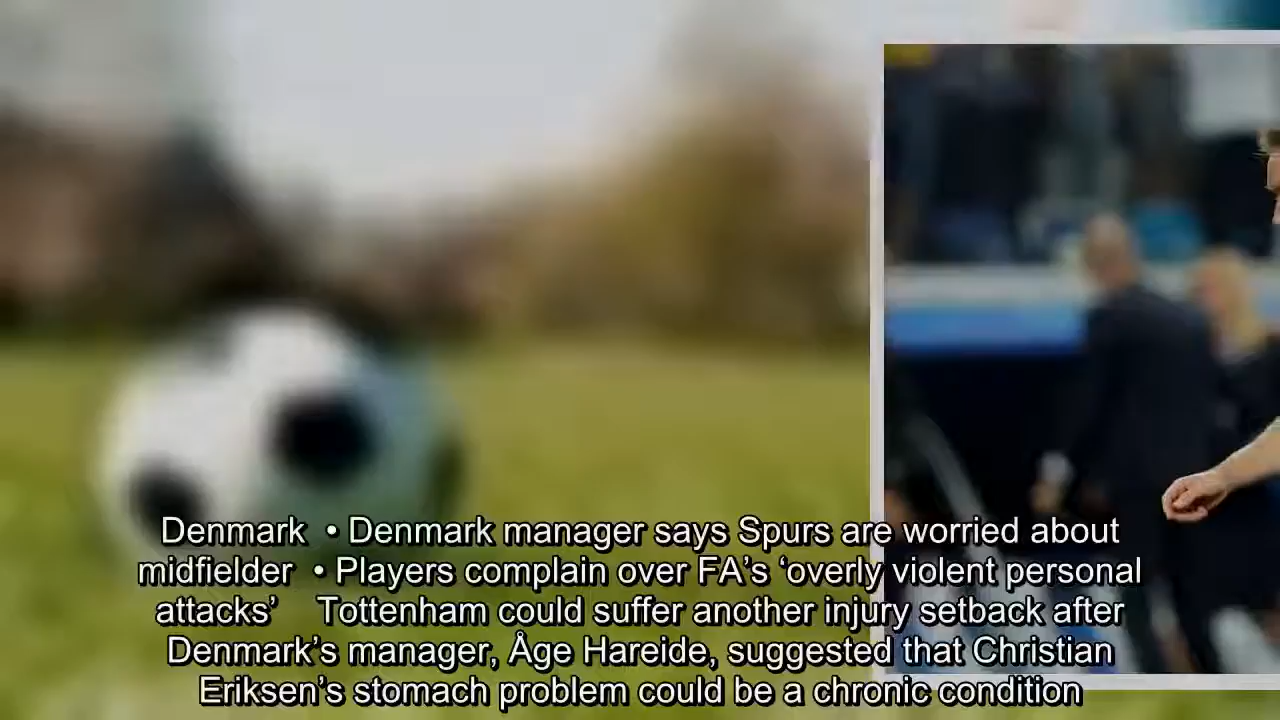 Denmark  • Denmark manager says Spurs are worried about
midfielder  • Players complain over FA’s ‘overly violent personal
attacks’    Tottenham could suffer another injury setback after
Denmark’s manager, Åge Hareide, suggested that Christian
Eriksen’s stomach problem could be a chronic condition